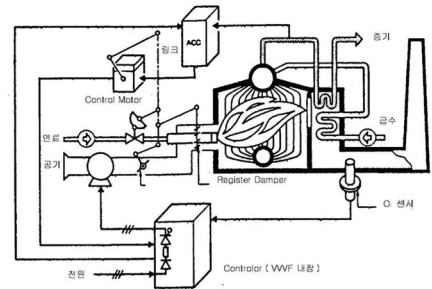 ACC
링크
증기
Control Motor
연료
급수
공기
Register Damper
O₂ 센서
전원
Controlor ( VVVF 내장 )